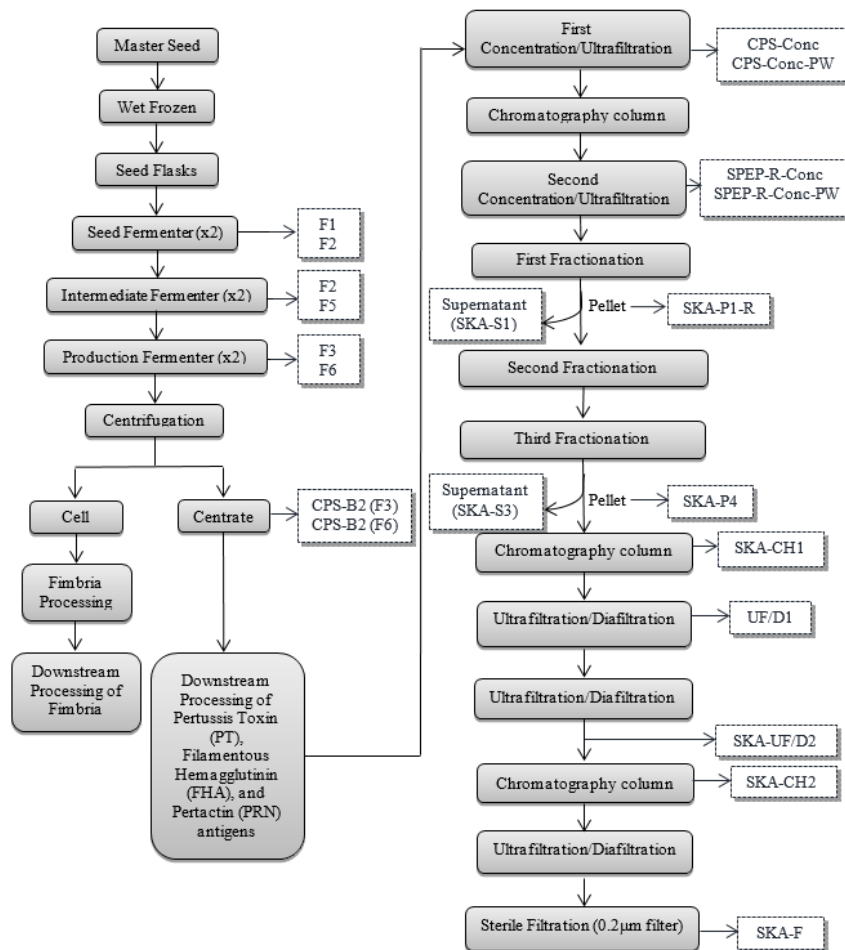 Master Seed
Wet Frozen
Seed Flasks
Seed Fermenter (x2)
F1
F2
Intermediate Fermenter (x2)
F2
F5
Production Fermenter (x2)
F3
F6
Centrifugation
Cell
Centrate
CPS-B2 (F3)
CPS-B2 (F6)
Fimbria
Processing
Downstream
Processing of
Fimbria
Downstream
Processing of
Pertussis Toxin
(PT),
Filamentous
Hemagglutinin
(FHA), and
Pertactin (PRN)
antigens
First
Concentration/Ultrafiltration
CPS-Conc
CPS-Conc-PW
Chromatography column
Second
Concentration/Ultrafiltration
SPEP-R-Conc
SPEP-R-Conc-PW
First Fractionation
Supernatant
(SKA-S1)
Pellet
SKA-P1-R
Second Fractionation
Third Fractionation
Supernatant
(SKA-S3)
Pellet
SKA-P4
Chromatography column
SKA-CH1
Ultrafiltration/Diafiltration
UF/D1
Ultrafiltration/Diafiltration
SKA-UF/D2
Chromatography column
SKA-CH2
Ultrafiltration/Diafiltration
Sterile Filtration (0.2µm filter)
SKA-F